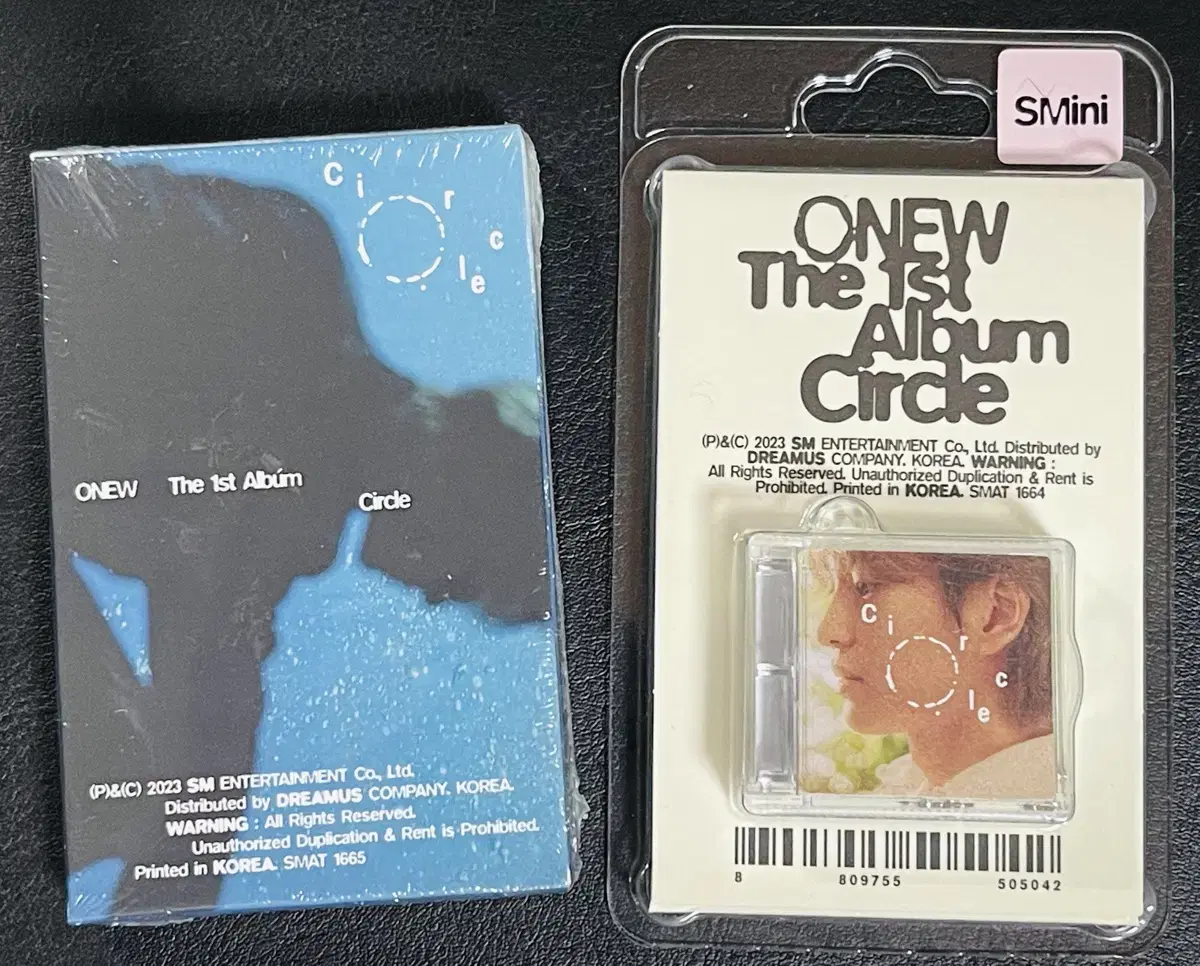 Circle
ONEW The 1st Album
Circle
(P)&(C) 2023 SM ENTERTAINMENT Co., Ltd.
Distributed by DREAMUS COMPANY. KOREA.
WARNING : All Rights Reserved.
Unauthorized Duplication & Rent is Prohibited.
Printed in KOREA. SMAT 1665
SMini
ONEW
The 1st
Album
Circle
(P)&(C) 2023 SM ENTERTAINMENT Co., Ltd. Distributed by
DREAMUS COMPANY. KOREA. WARNING :
All Rights Reserved. Unauthorized Duplication & Rent is
Prohibited. Printed in KOREA. SMAT 1664
Circle
8 809755 505042